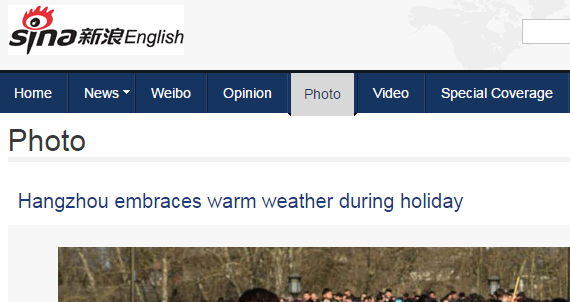 sina新浪English
Home News Weibo Opinion Photo Video Special Coverage
Photo
Hangzhou embraces warm weather during holiday